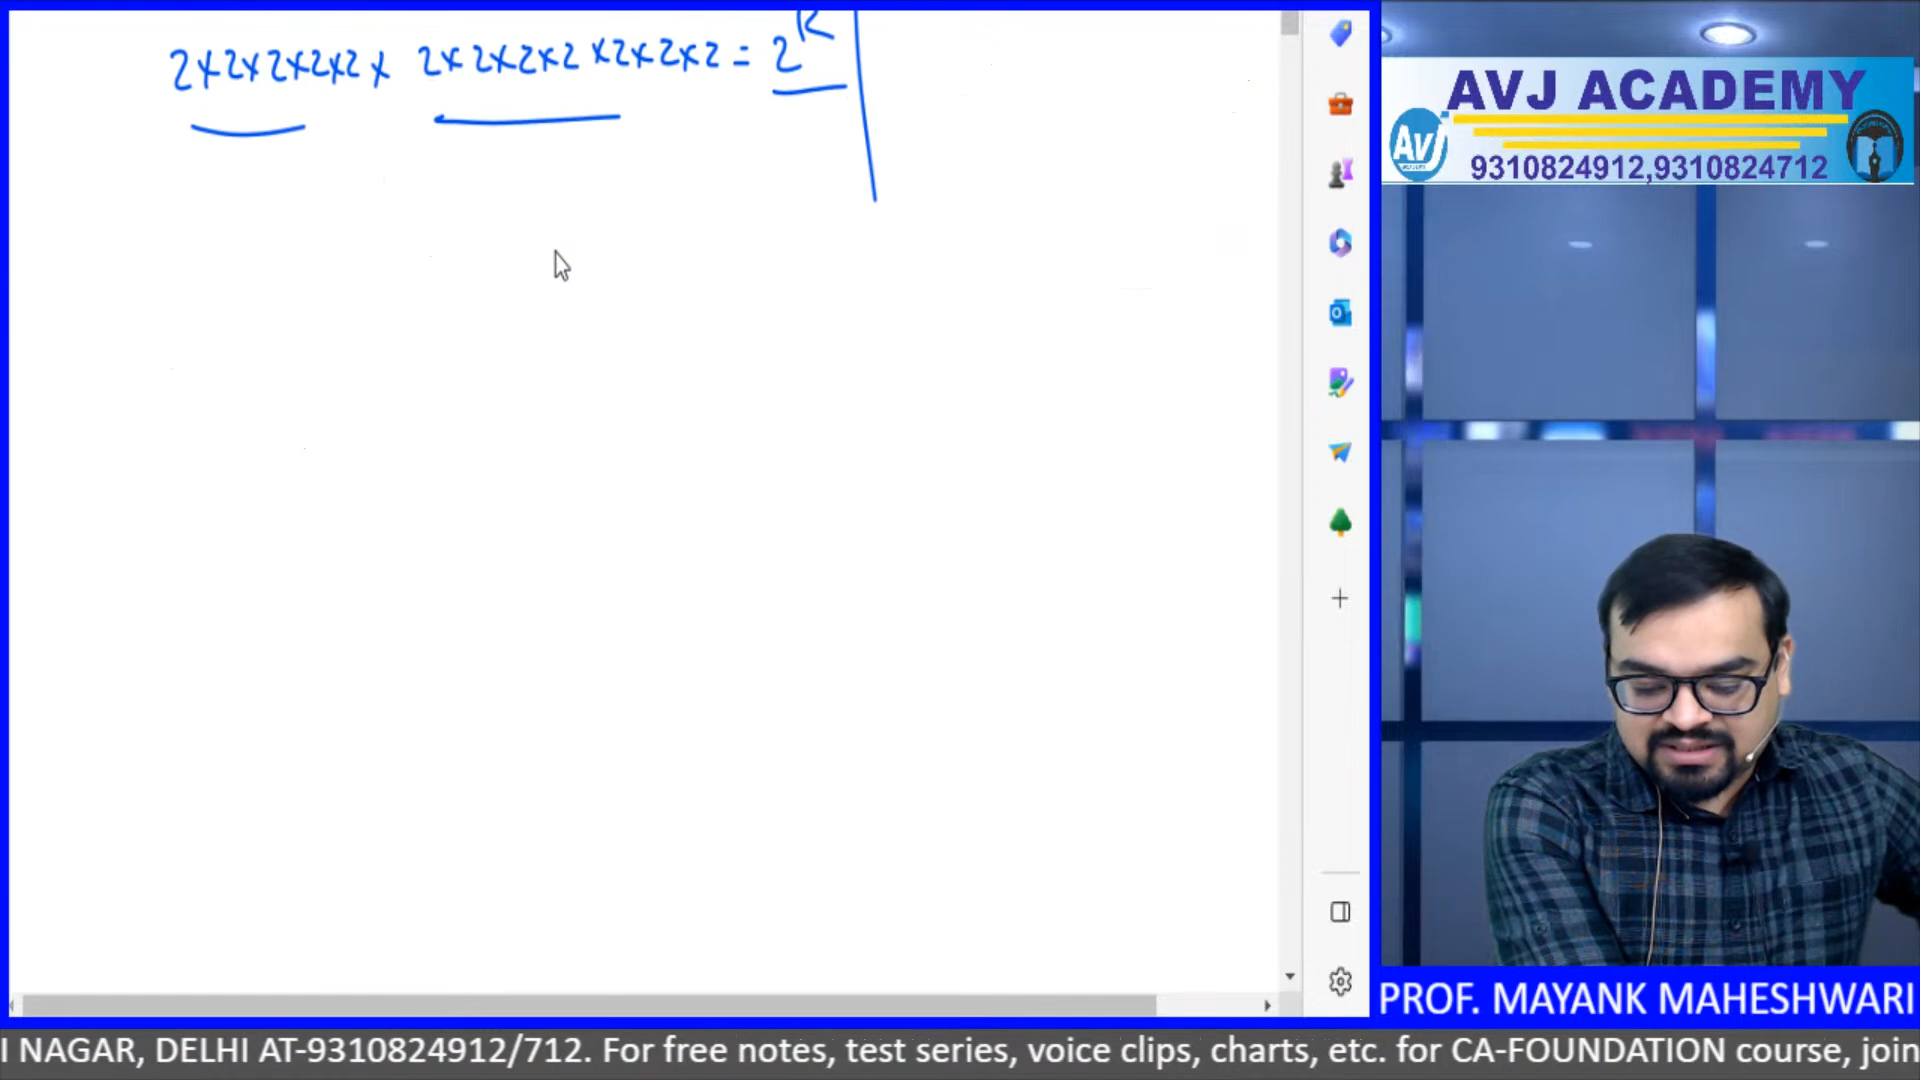 2×2×2×2×2× 2×2×2×2×2×2×2 = 2
AVJ ACADEMY
AVJ
9310824912,9310824712
PROF. MAYANK MAHESHWARI
I NAGAR, DELHI AT-9310824912/712. For free notes, test series, voice clips, charts, etc. for CA-FOUNDATION course, join